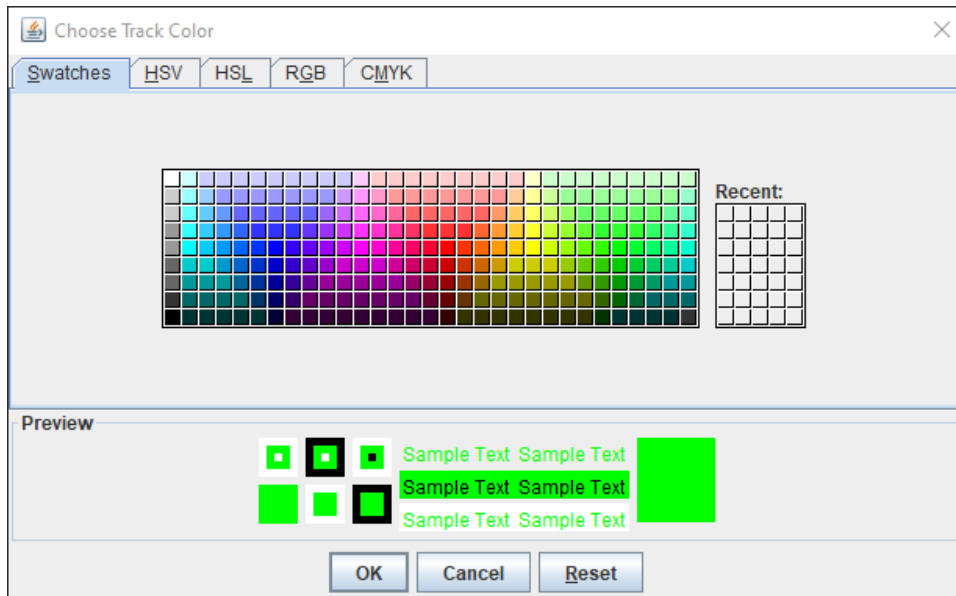 Choose Track Color
Swatches HSV HSL RGB CMYK
Recent:
Preview
Sample Text Sample Text
Sample Text Sample Text
Sample Text Sample Text
OK Cancel Reset